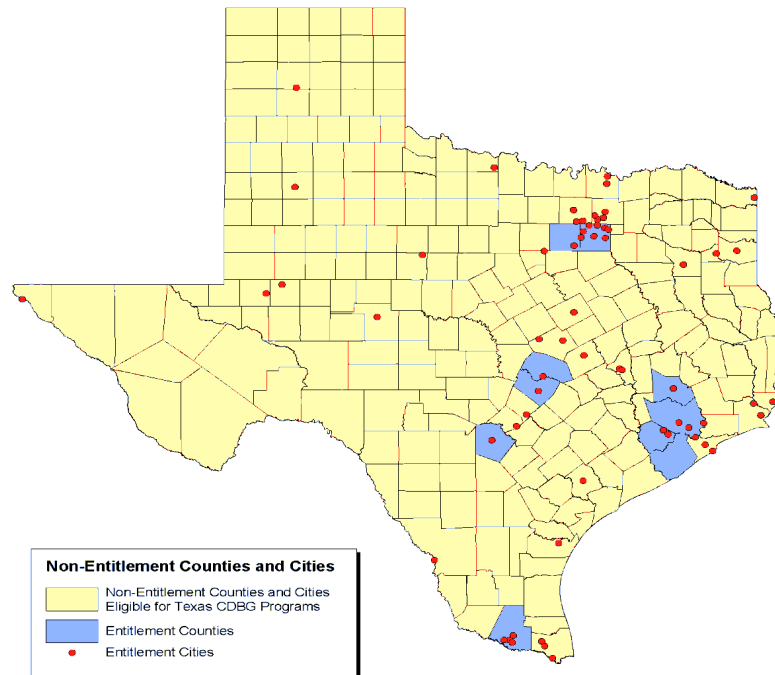 Non-Entitlement Counties and Cities
Non-Entitlement Counties and Cities
Eligible for Texas CDBG Programs
Entitlement Counties
Entitlement Cities